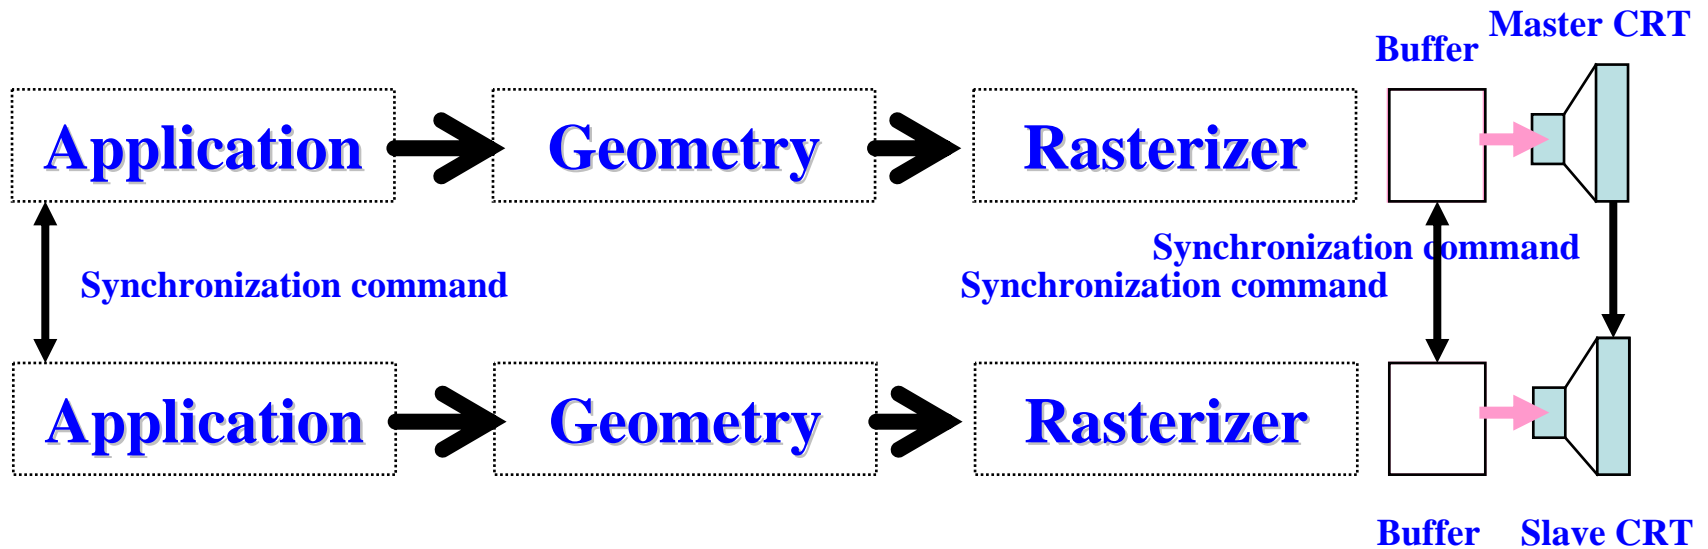 Master CRT
Buffer
Application
Geometry
Rasterizer
Synchronization command
Synchronization command
Synchronization command
Application
Geometry
Rasterizer
Buffer
Slave CRT